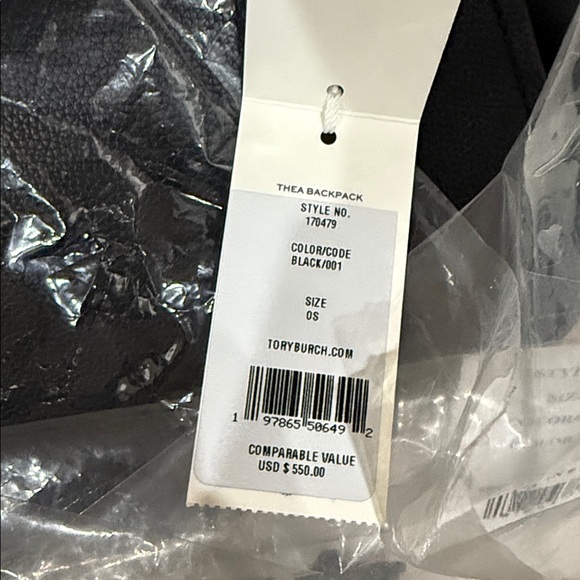 THEA BACKPACK
STYLE NO.
170479
COLOR/CODE
BLACK/001
SIZE
OS
TORYBURCH.COM
1 97865 50649 2
COMPARABLE VALUE
USD $ 550.00